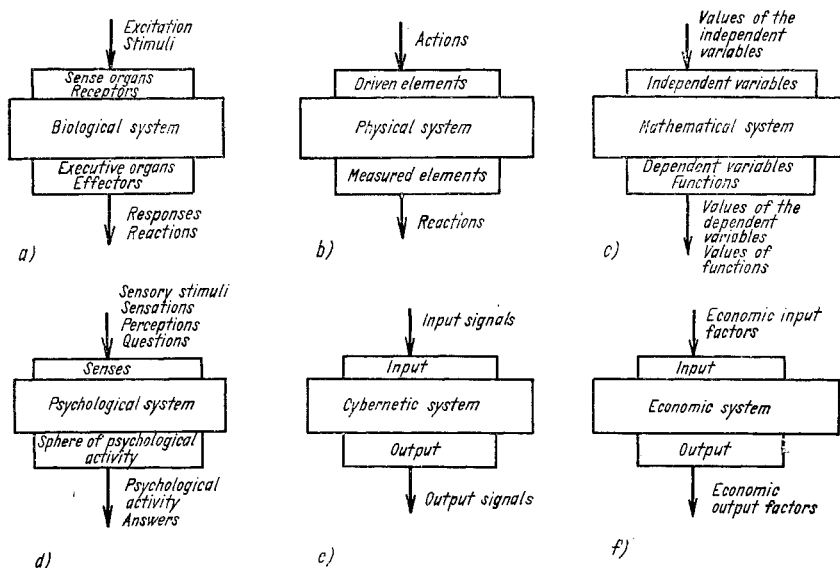 Excitation
Stimuli
Sense organs
Receptors
Biological system
Executive organs
Effectors
Responses
Reactions
a)
Actions
Driven elements
Physical system
Measured elements
Reactions
b)
Values of the
independent
variables
Independent variables
Mathematical system
Dependent variables
Functions
Values of the
dependent
variables
Values of
functions
c)
Sensory stimuli
Sensations
Perceptions
Questions
Senses
Psychological system
Sphere of psychological
activity
Psychological
activity
Answers
d)
Input signals
Input
Cybernetic system
Output
Output signals
e)
Economic input
factors
Input
Economic system
Output
Economic
output factors
f)